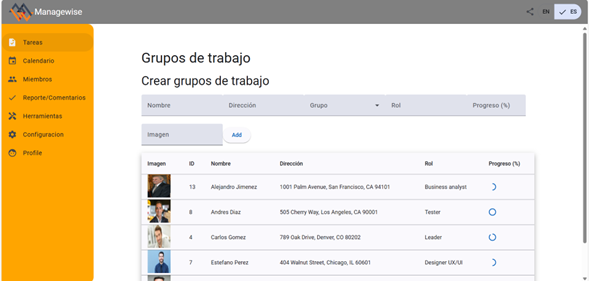 Managewise
EN
ES
Tareas
Calendario
Miembros
Reporte/Comentarios
Herramientas
Configuracion
Profile
Grupos de trabajo
Crear grupos de trabajo
Nombre Dirección Grupo Rol Progreso (%)
Imagen Add
Imagen ID Nombre Dirección Rol Progreso (%)
13 Alejandro Jimenez 1001 Palm Avenue, San Francisco, CA 94101 Business analyst
8 Andres Diaz 505 Cherry Way, Los Angeles, CA 90001 Tester
4 Carlos Gomez 789 Oak Drive, Denver, CO 80202 Leader
7 Estefano Perez 404 Walnut Street, Chicago, IL 60601 Designer UX/UI